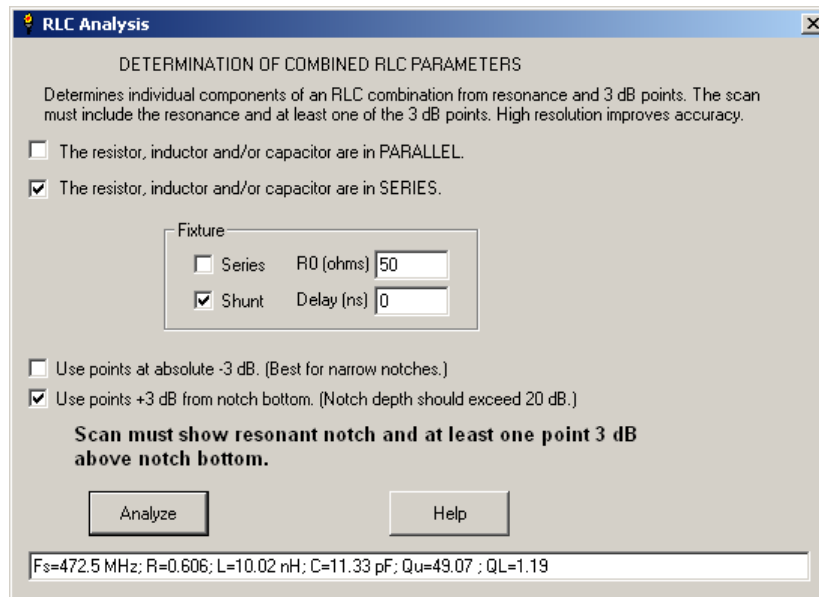 RLC Analysis
DETERMINATION OF COMBINED RLC PARAMETERS
Determines individual components of an RLC combination from resonance and 3 dB points. The scan
must include the resonance and at least one of the 3 dB points. High resolution improves accuracy.
The resistor, inductor and/or capacitor are in PARALLEL.
The resistor, inductor and/or capacitor are in SERIES.
Fixture
Series R0 (ohms) 50
Shunt Delay (ns) 0
Use points at absolute -3 dB. (Best for narrow notches.)
Use points +3 dB from notch bottom. (Notch depth should exceed 20 dB.)
Scan must show resonant notch and at least one point 3 dB
above notch bottom.
Analyze Help
Fs=472.5 MHz; R=0.606; L=10.02 nH; C=11.33 pF; Qu=49.07 ; QL=1.19